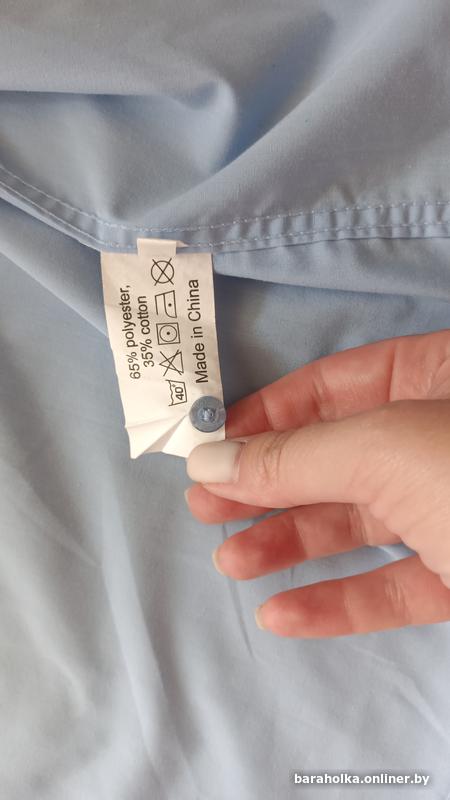 65% polyester,
35% cotton
40°
Made in China
baraholka.onliner.by